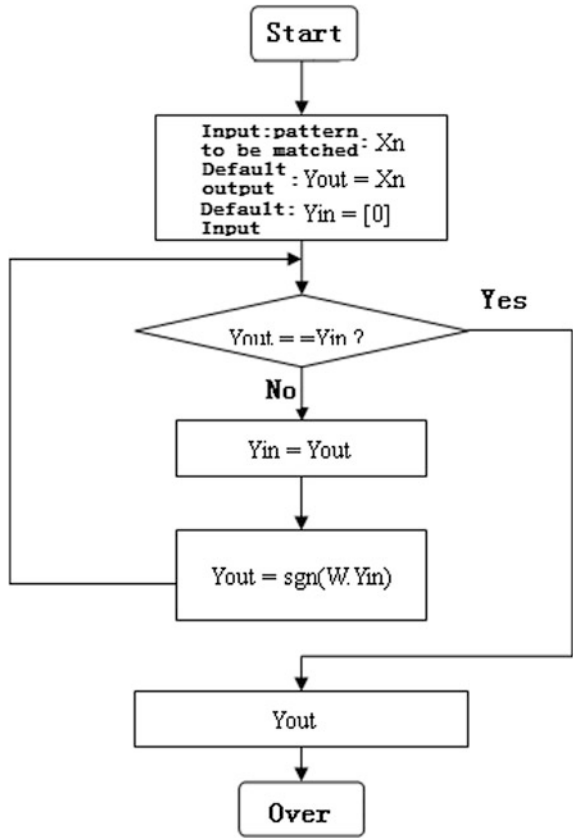 Start
Input:pattern
to be matched: Xn
Default
output : Yout = Xn
Default: Yin = [0]
Input
Yes
Yout = =Yin ?
No
Yin = Yout
Yout = sgn(W.Yin)
Yout
Over